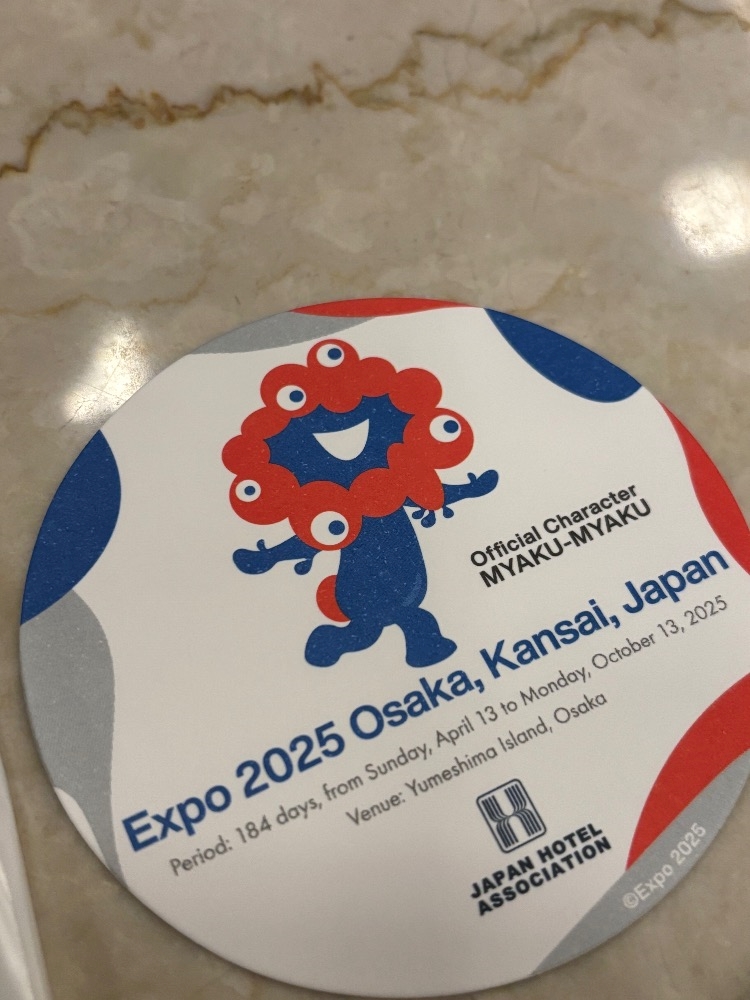 Official Character
MYAKU-MYAKU
Expo 2025 Osaka, Kansai, Japan
Period: 184 days, from Sunday, April 13 to Monday, October 13, 2025
Venue: Yumeshima Island, Osaka
JAPAN HOTEL
ASSOCIATION
©Expo 2025